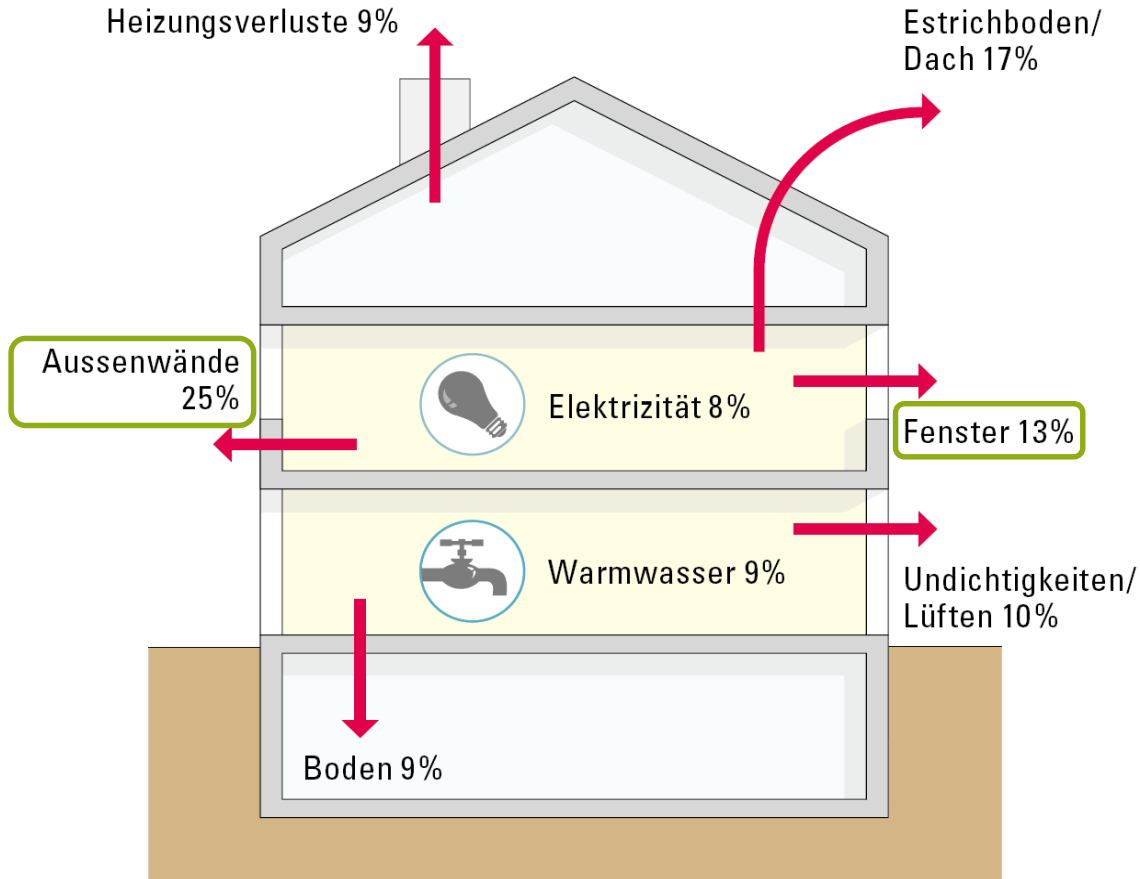 Heizungsverluste 9%
Estrichboden/
Dach 17%
Aussenwände
25%
Elektrizität 8%
Fenster 13%
Warmwasser 9%
Undichtigkeiten/
Lüften 10%
Boden 9%